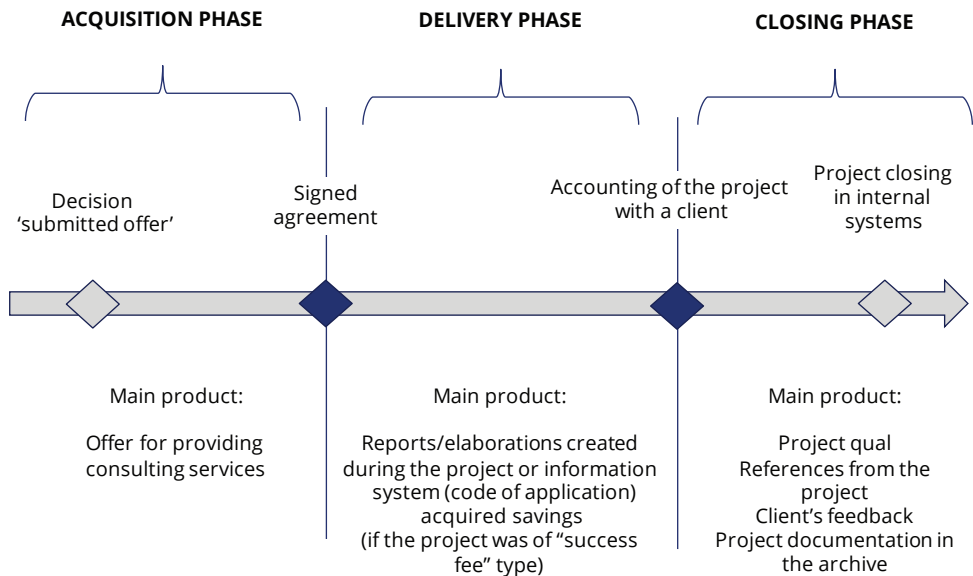 ACQUISITION PHASE
DELIVERY PHASE
CLOSING PHASE
Decision
‘submitted offer’
Signed
agreement
Accounting of the project
with a client
Project closing
in internal
systems
Main product:
Offer for providing
consulting services
Main product:
Reports/elaborations created
during the project or information
system (code of application)
acquired savings
(if the project was of “success
fee” type)
Main product:
Project qual
References from the
project
Client’s feedback
Project documentation in
the archive